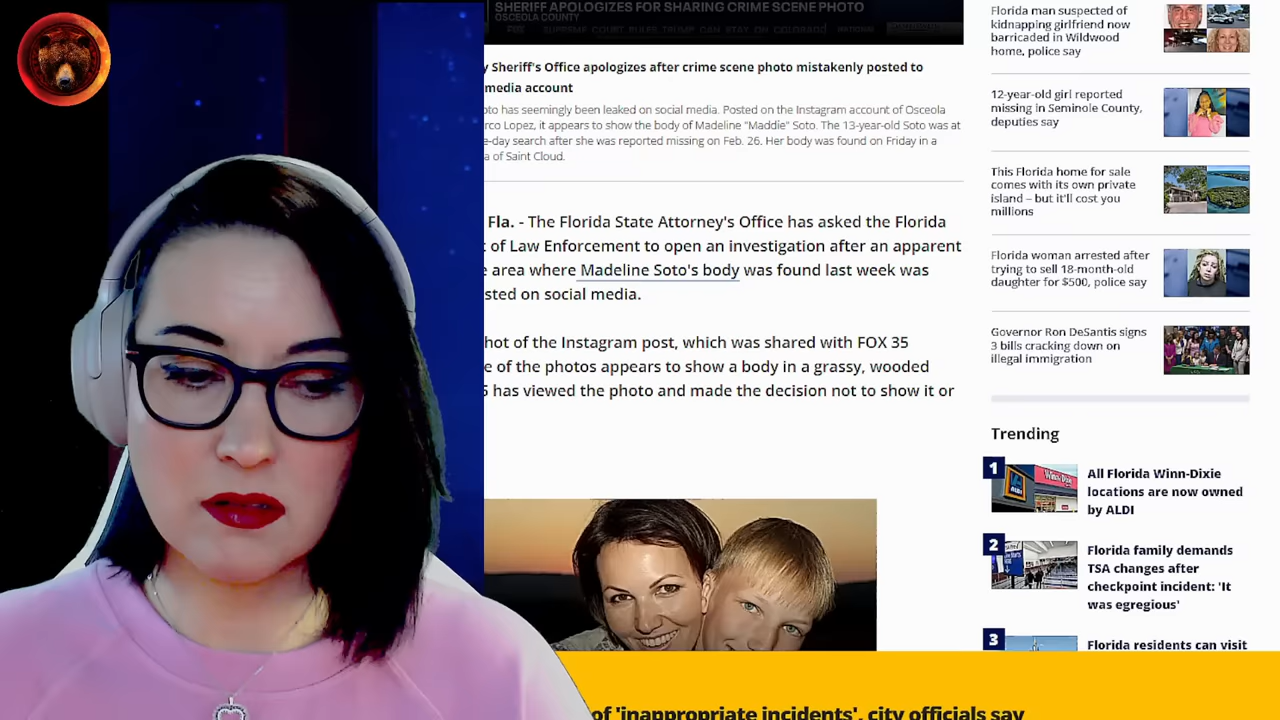 SHERIFF APOLOGIZES FOR SHARING CRIME SCENE PHOTO
OSCEOLA COUNTY
FOX SUPREME COURT RULES TRUMP CAN STAY ON COLORADO
y Sheriff's Office apologizes after crime scene photo mistakenly posted to
media account
oto has seemingly been leaked on social media. Posted on the Instagram account of Osceola
rco Lopez, it appears to show the body of Madeline "Maddie" Soto. The 13-year-old Soto was at
e-day search after she was reported missing on Feb. 26. Her body was found on Friday in a
a of Saint Cloud.
Fla. - The Florida State Attorney's Office has asked the Florida
t of Law Enforcement to open an investigation after an apparent
e area where Madeline Soto's body was found last week was
sted on social media.
hot of the Instagram post, which was shared with FOX 35
e of the photos appears to show a body in a grassy, wooded
5 has viewed the photo and made the decision not to show it or
Florida man suspected of
kidnapping girlfriend now
barricaded in Wildwood
home, police say
12-year-old girl reported
missing in Seminole County,
deputies say
This Florida home for sale
comes with its own private
island – but it'll cost you
millions
Florida woman arrested after
trying to sell 18-month-old
daughter for $500, police say
Governor Ron DeSantis signs
3 bills cracking down on
illegal immigration
Trending
1
ALDI
Winn-Dixie
All Florida Winn-Dixie
locations are now owned
by ALDI
2
Florida family demands
TSA changes after
checkpoint incident: 'It
was egregious'
3
Florida residents can visit
of 'inappropriate incidents', city officials say